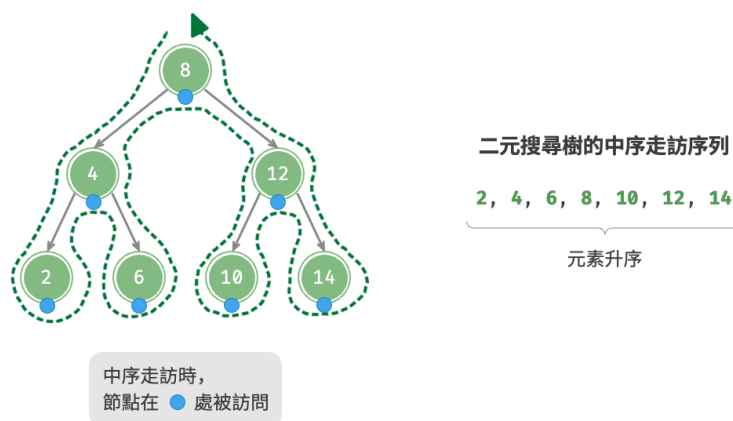 8
4
12
2
6
10
14
二元搜尋樹的中序走訪序列
2, 4, 6, 8, 10, 12, 14
元素升序
中序走訪時，
節點在 處被訪問